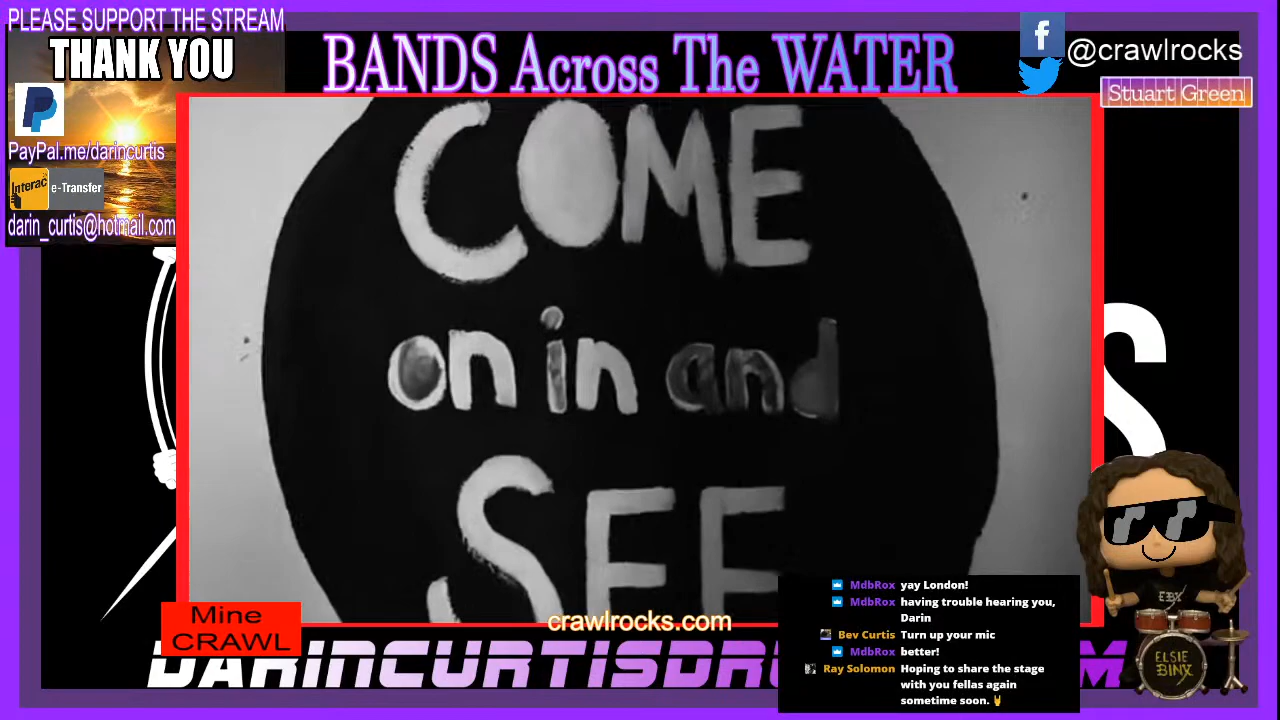 PLEASE SUPPORT THE STREAM
THANK YOU
PayPal.me/darincurtis
Interac e-Transfer
darin_curtis@hotmail.com
BANDS Across The WATER
@crawlrocks
Stuart Green
COME
on in and
SEE
Mine
CRAWL
crawlrocks.com
MdbRox yay London!
MdbRox having trouble hearing you,
Darin
Bev Curtis Turn up your mic
MdbRox better!
Ray Solomon Hoping to share the stage
with you fellas again
sometime soon. 🤘
ELSIE
BINX